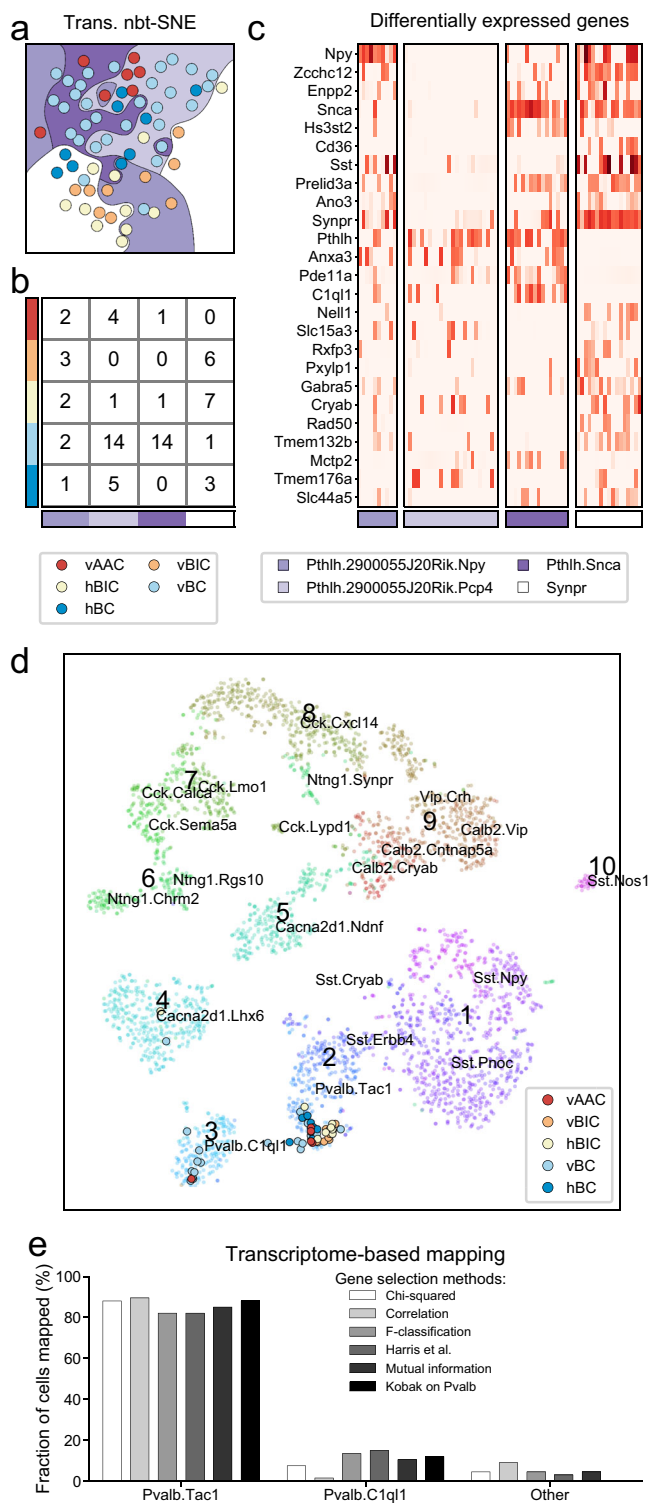 a
Trans. nbt-SNE
b
2 4 1 0
3 0 0 6
2 1 1 7
2 14 14 1
1 5 0 3
vAAC
vBIC
hBIC
vBC
hBC
c
Differentially expressed genes
Npy
Zcchc12
Enpp2
Snca
Hs3st2
Cd36
Sst
Prelid3a
Ano3
Synpr
Pthlh
Anxa3
Pde11a
C1ql1
Nell1
Slc15a3
Rxfp3
Pxylp1
Gabra5
Cryab
Rad50
Tmem132b
Mctp2
Tmem176a
Slc44a5
Pthlh.2900055J20Rik.Npy
Pthlh.Snca
Pthlh.2900055J20Rik.Pcp4
Synpr
d
8
Cck.Cxcl14
7
Cck.Calca
Cck.Lmo1
Ntng1.Synpr
Vip.Crh
Cck.Sema5a
Cck.Lypd1
9
Calb2.Vip
Calb2.Cntnap5a
Calb2.Cryab
6
Ntng1.Rgs10
Ntng1.Chrm2
10
Sst.Nos1
5
Cacna2d1.Ndnf
Sst.Cryab
Sst.Npy
4
Cacna2d1.Lhx6
1
Sst.Erbb4
2
Sst.Pnoc
Pvalb.Tac1
3
Pvalb.C1ql1
vAAC
vBIC
hBIC
vBC
hBC
e
Transcriptome-based mapping
Fraction of cells mapped (%)
100
80
60
40
20
0
Gene selection methods:
Chi-squared
Correlation
F-classification
Harris et al.
Mutual information
Kobak on Pvalb
Pvalb.Tac1
Pvalb.C1ql1
Other